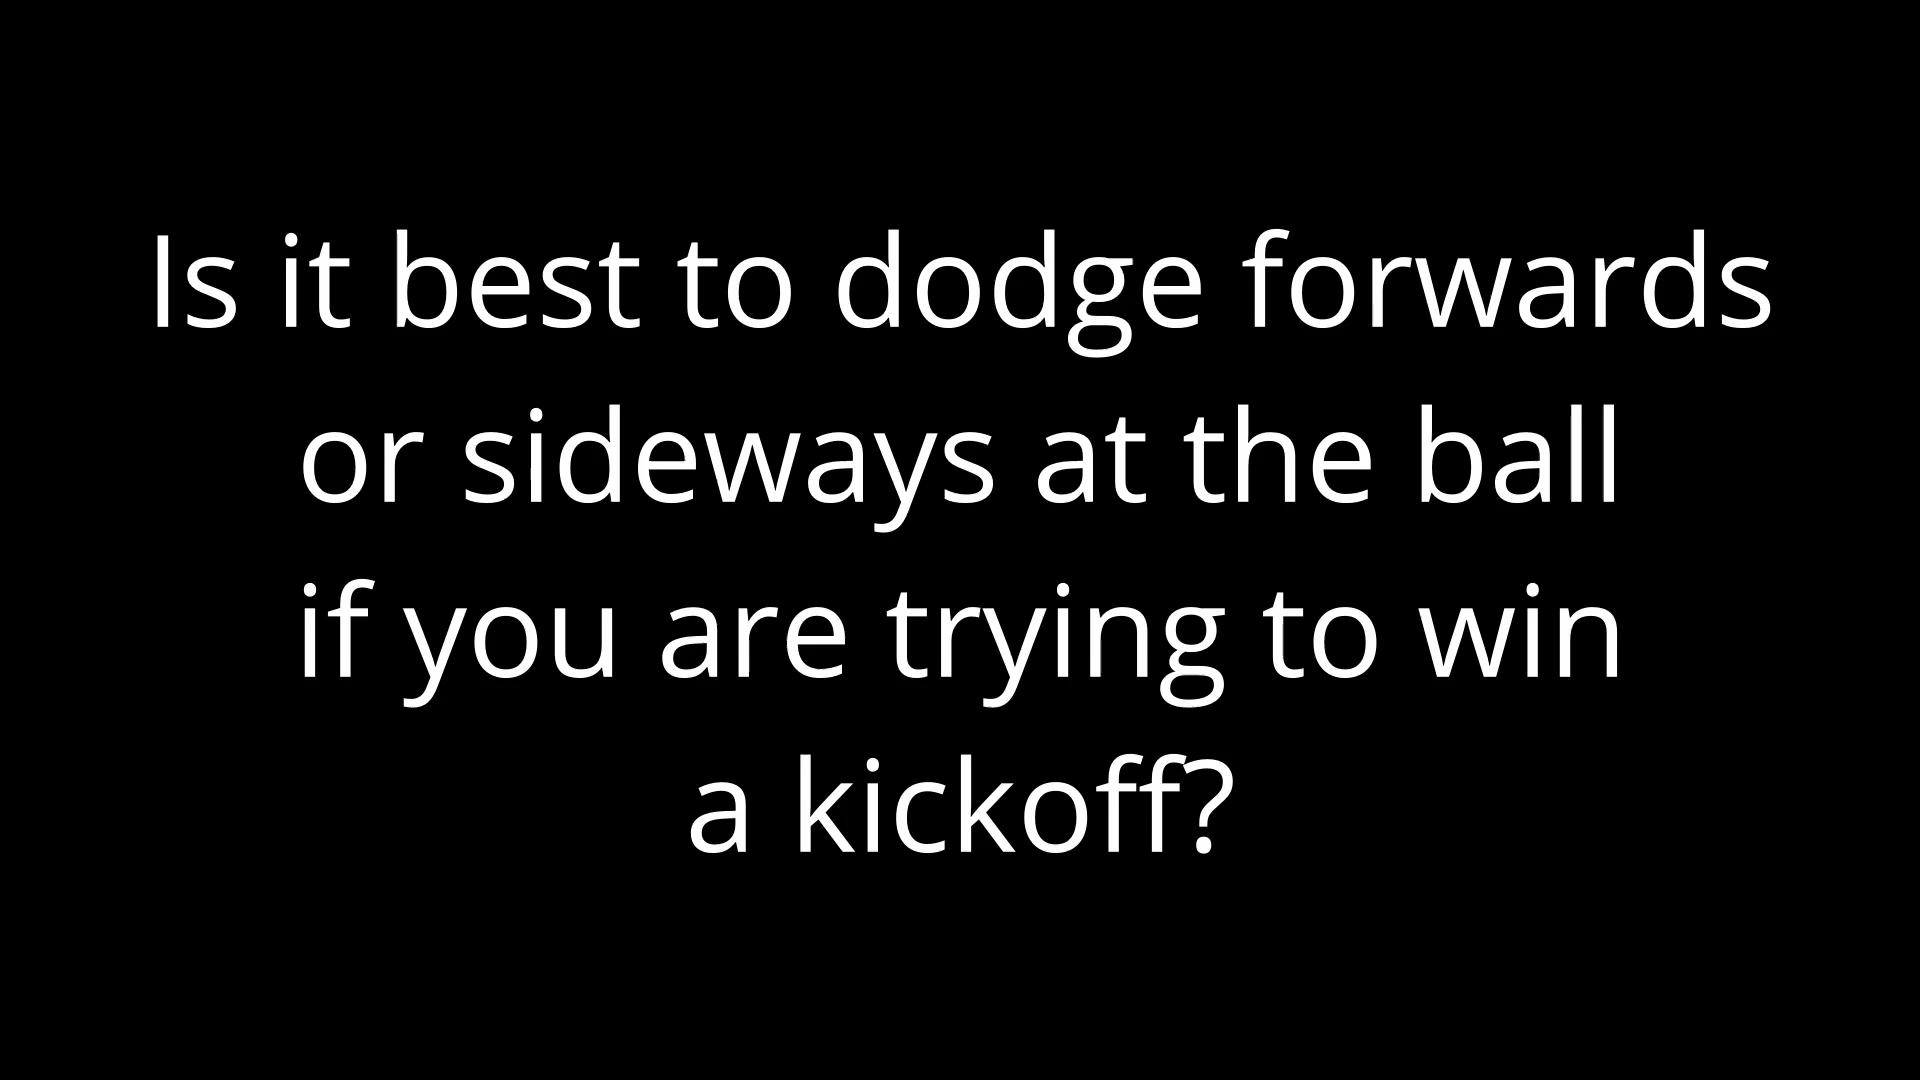 Is it best to dodge forwards
or sideways at the ball
if you are trying to win
a kickoff?